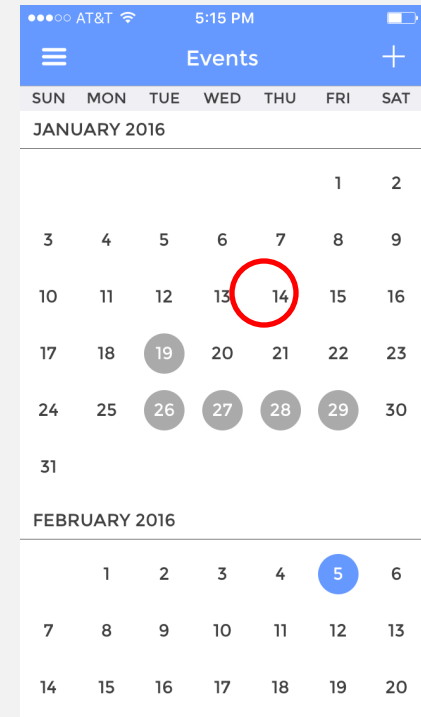 AT&T 5:15 PM
Events
SUN MON TUE WED THU FRI SAT
JANUARY 2016
1 2
3 4 5 6 7 8 9
10 11 12 13 14 15 16
17 18 19 20 21 22 23
24 25 26 27 28 29 30
31
FEBRUARY 2016
1 2 3 4 5 6
7 8 9 10 11 12 13
14 15 16 17 18 19 20